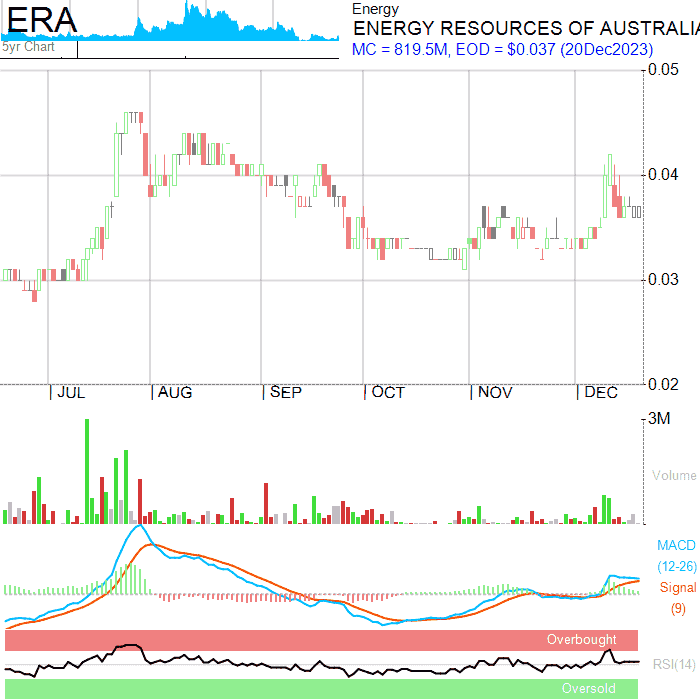 ERA
5yr Chart
Energy
ENERGY RESOURCES OF AUSTRALIA
MC = 819.5M, EOD = $0.037 (20Dec2023)
0.05
0.04
0.03
0.02
JUL AUG SEP OCT NOV DEC
3M
Volume
MACD
(12-26)
Signal
(9)
Overbought
RSI(14)
Oversold